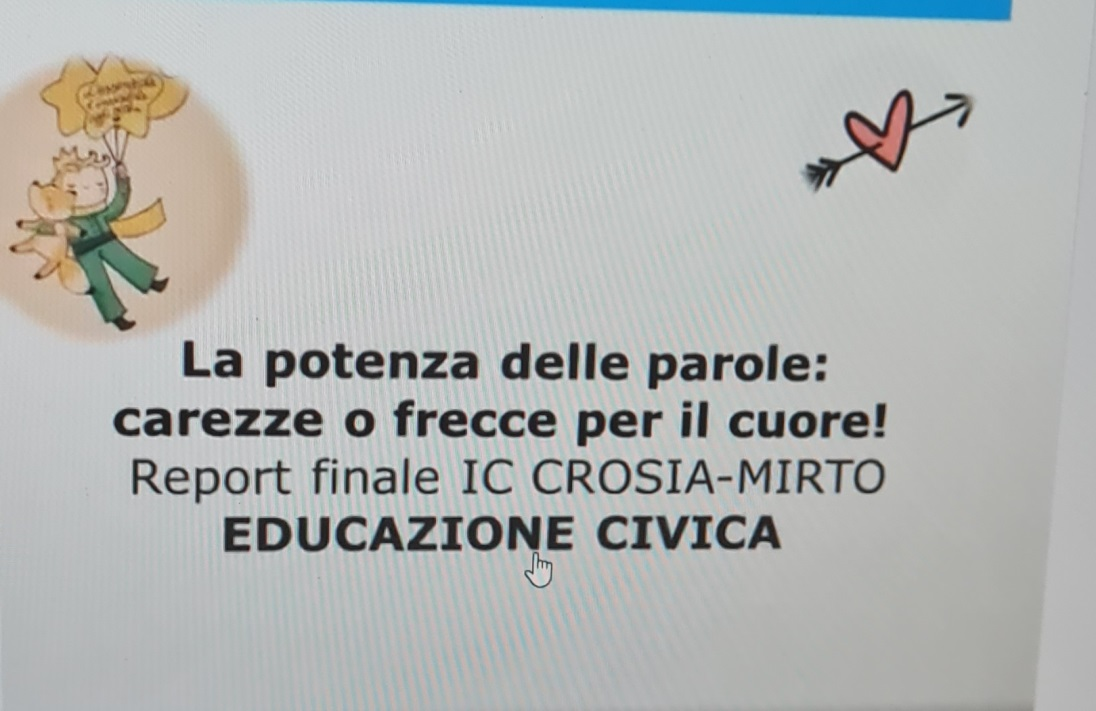 La potenza delle parole:
carezze o frecce per il cuore!
Report finale IC CROSIA-MIRTO
EDUCAZIONE CIVICA